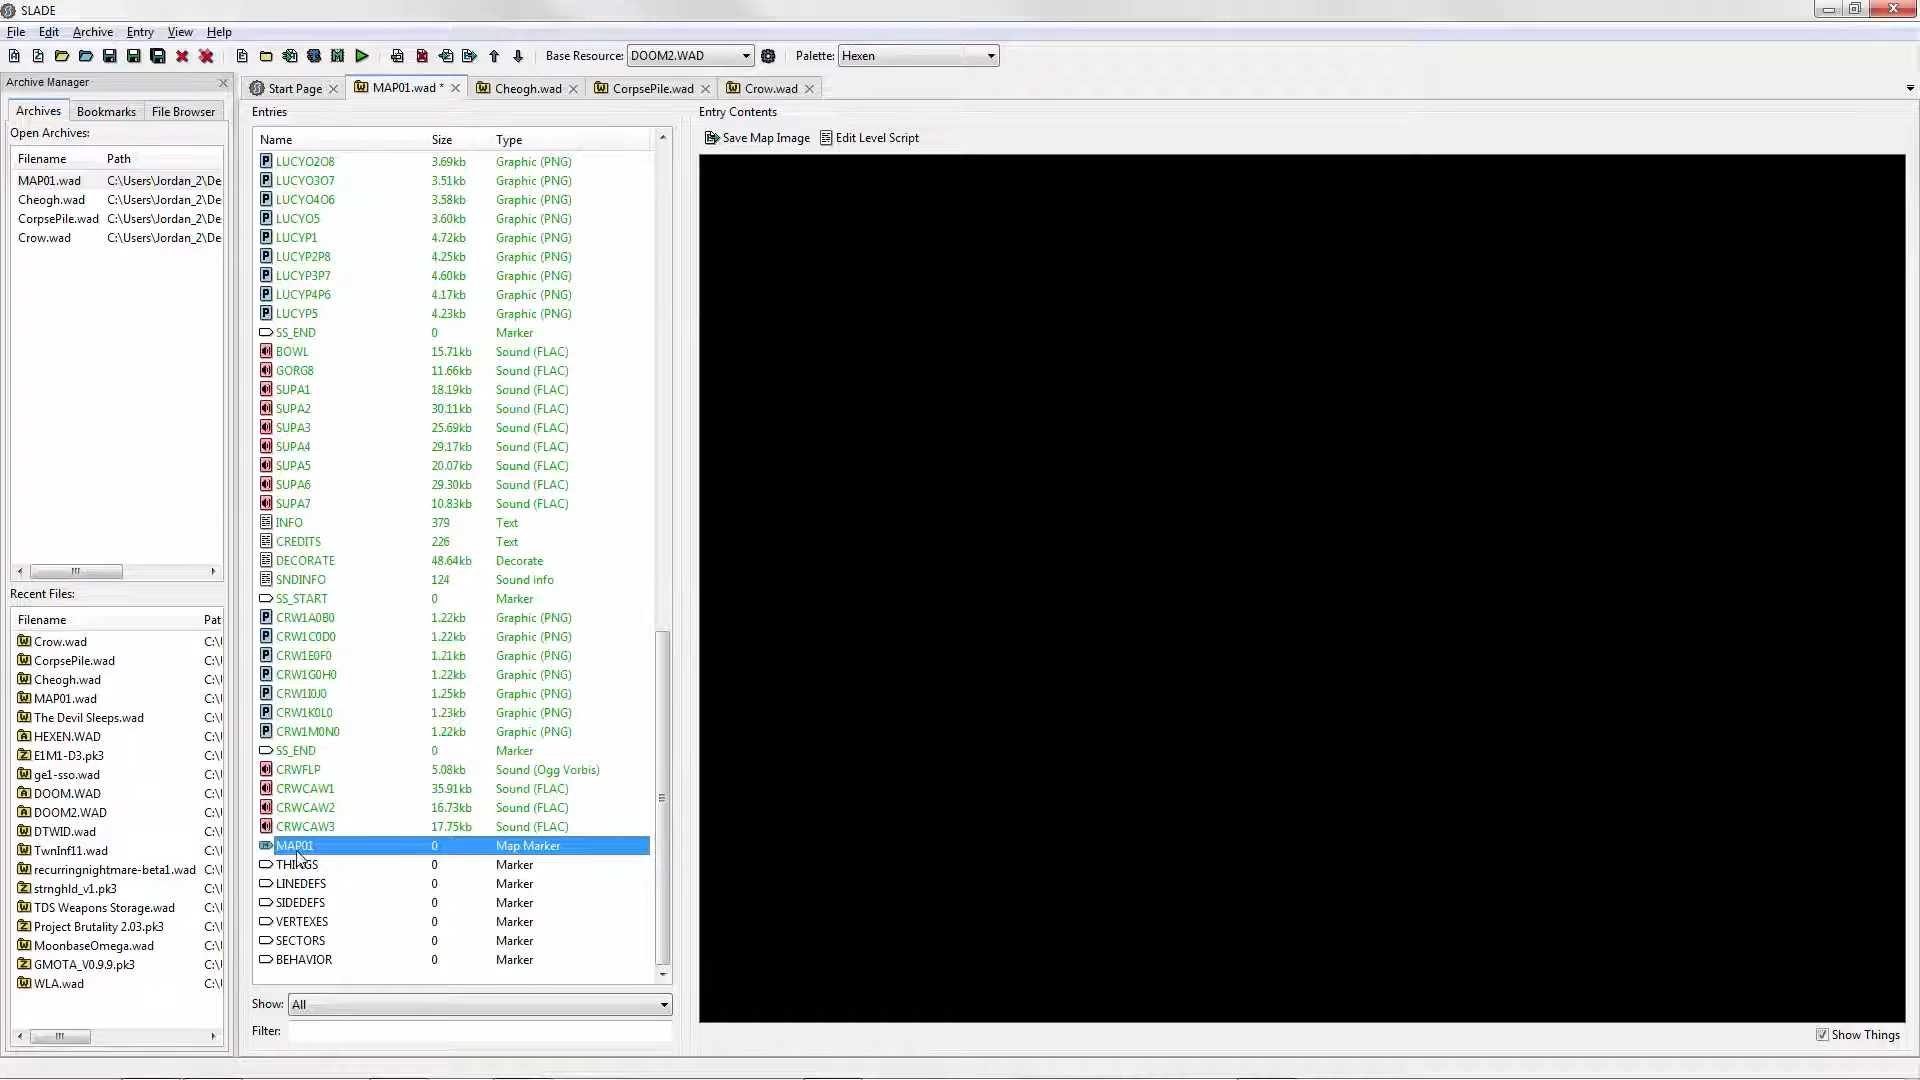 SLADE
File Edit Archive Entry View Help
Base Resource: DOOM2.WAD Palette: Hexen
Archive Manager
Start Page MAP01.wad * Cheogh.wad CorpsePile.wad Crow.wad
Archives Bookmarks File Browser
Entries
Entry Contents
Open Archives:
Save Map Image Edit Level Script
Filename Path
MAP01.wad C:\Users\Jordan_2\De
Cheogh.wad C:\Users\Jordan_2\De
CorpsePile.wad C:\Users\Jordan_2\De
Crow.wad C:\Users\Jordan_2\De
Recent Files:
Filename Pat
Crow.wad C:\
CorpsePile.wad C:\
Cheogh.wad C:\
MAP01.wad C:\
The Devil Sleeps.wad C:\
HEXEN.WAD C:\
E1M1-D3.pk3 C:\
ge1-sso.wad C:\
DOOM.WAD C:\
DOOM2.WAD C:\
DTWID.wad C:\
TwnInf11.wad C:\
recurringnightmare-beta1.wad C:\
strnghld_v1.pk3 C:\
TDS Weapons Storage.wad C:\
Project Brutality 2.03.pk3 C:\
MoonbaseOmega.wad C:\
GMOTA_V0.9.9.pk3 C:\
WLA.wad C:\
Name Size Type
LUCYO2O8 3.69kb Graphic (PNG)
LUCYO3O7 3.51kb Graphic (PNG)
LUCYO4O6 3.58kb Graphic (PNG)
LUCYO5 3.60kb Graphic (PNG)
LUCYP1 4.72kb Graphic (PNG)
LUCYP2P8 4.25kb Graphic (PNG)
LUCYP3P7 4.60kb Graphic (PNG)
LUCYP4P6 4.17kb Graphic (PNG)
LUCYP5 4.23kb Graphic (PNG)
SS_END 0 Marker
BOWL 15.71kb Sound (FLAC)
GORG8 11.66kb Sound (FLAC)
SUPA1 18.19kb Sound (FLAC)
SUPA2 30.11kb Sound (FLAC)
SUPA3 25.69kb Sound (FLAC)
SUPA4 29.17kb Sound (FLAC)
SUPA5 20.07kb Sound (FLAC)
SUPA6 29.30kb Sound (FLAC)
SUPA7 10.83kb Sound (FLAC)
INFO 379 Text
CREDITS 226 Text
DECORATE 48.64kb Decorate
SNDINFO 124 Sound info
SS_START 0 Marker
CRW1A0B0 1.22kb Graphic (PNG)
CRW1C0D0 1.22kb Graphic (PNG)
CRW1E0F0 1.21kb Graphic (PNG)
CRW1G0H0 1.22kb Graphic (PNG)
CRW1I0J0 1.25kb Graphic (PNG)
CRW1K0L0 1.23kb Graphic (PNG)
CRW1M0N0 1.22kb Graphic (PNG)
SS_END 0 Marker
CRWFLP 5.08kb Sound (Ogg Vorbis)
CRWCAW1 35.91kb Sound (FLAC)
CRWCAW2 16.73kb Sound (FLAC)
CRWCAW3 17.75kb Sound (FLAC)
MAP01 0 Map Marker
THINGS 0 Marker
LINEDEFS 0 Marker
SIDEDEFS 0 Marker
VERTEXES 0 Marker
SECTORS 0 Marker
BEHAVIOR 0 Marker
Show: All
Filter:
Show Things